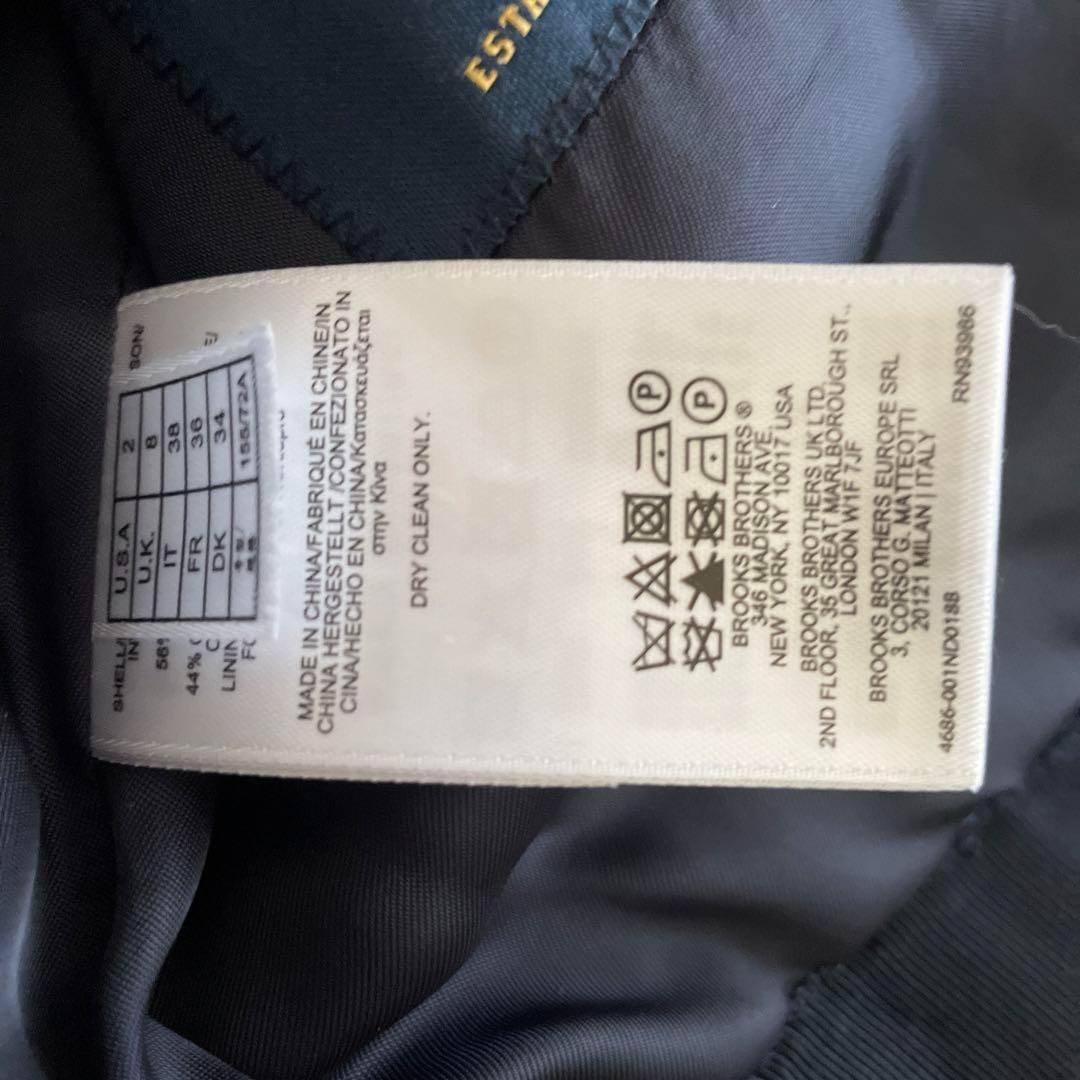 ESTA
SON/
E/
U.S.A 2
U.K. 8
IT 38
FR 36
DK 34
155/72A
SHELL/
IN
56
44%
C
LININ
FO
MADE IN CHINA/FABRIQUÉ EN CHINE/IN
CHINA HERGESTELLT /CONFEZIONATO IN
CINA/HECHO EN CHINA/Κατασκευάζεται
στην Κίνα
DRY CLEAN ONLY.
P
P
BROOKS BROTHERS ®
346 MADISON AVE.
NEW YORK, NY 10017 USA
BROOKS BROTHERS UK LTD.
2ND FLOOR, 35 GREAT MARLBOROUGH ST.,
LONDON W1F 7JF
BROOKS BROTHERS EUROPE SRL
3, CORSO G. MATTEOTTI
20121 MILAN | ITALY
4686-001ND018B RN93986